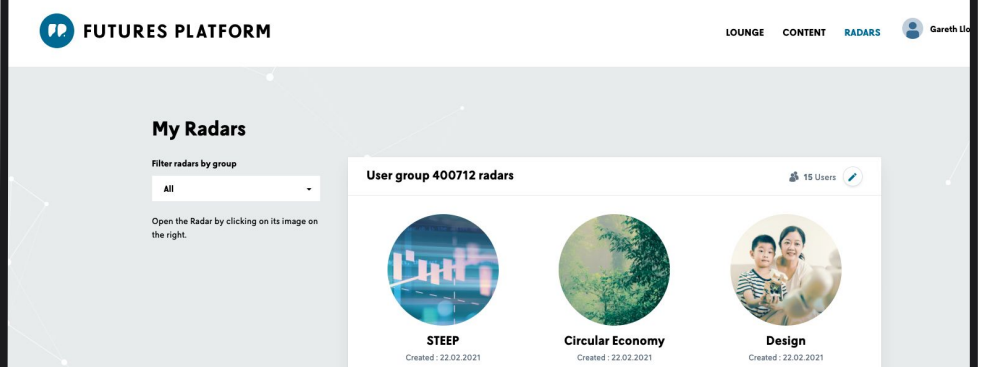 FUTURES PLATFORM
LOUNGE CONTENT RADARS Gareth Llo
My Radars
Filter radars by group
All
Open the Radar by clicking on its image on
the right.
User group 400712 radars
15 Users
STEEP
Created : 22.02.2021
Circular Economy
Created : 22.02.2021
Design
Created : 22.02.2021